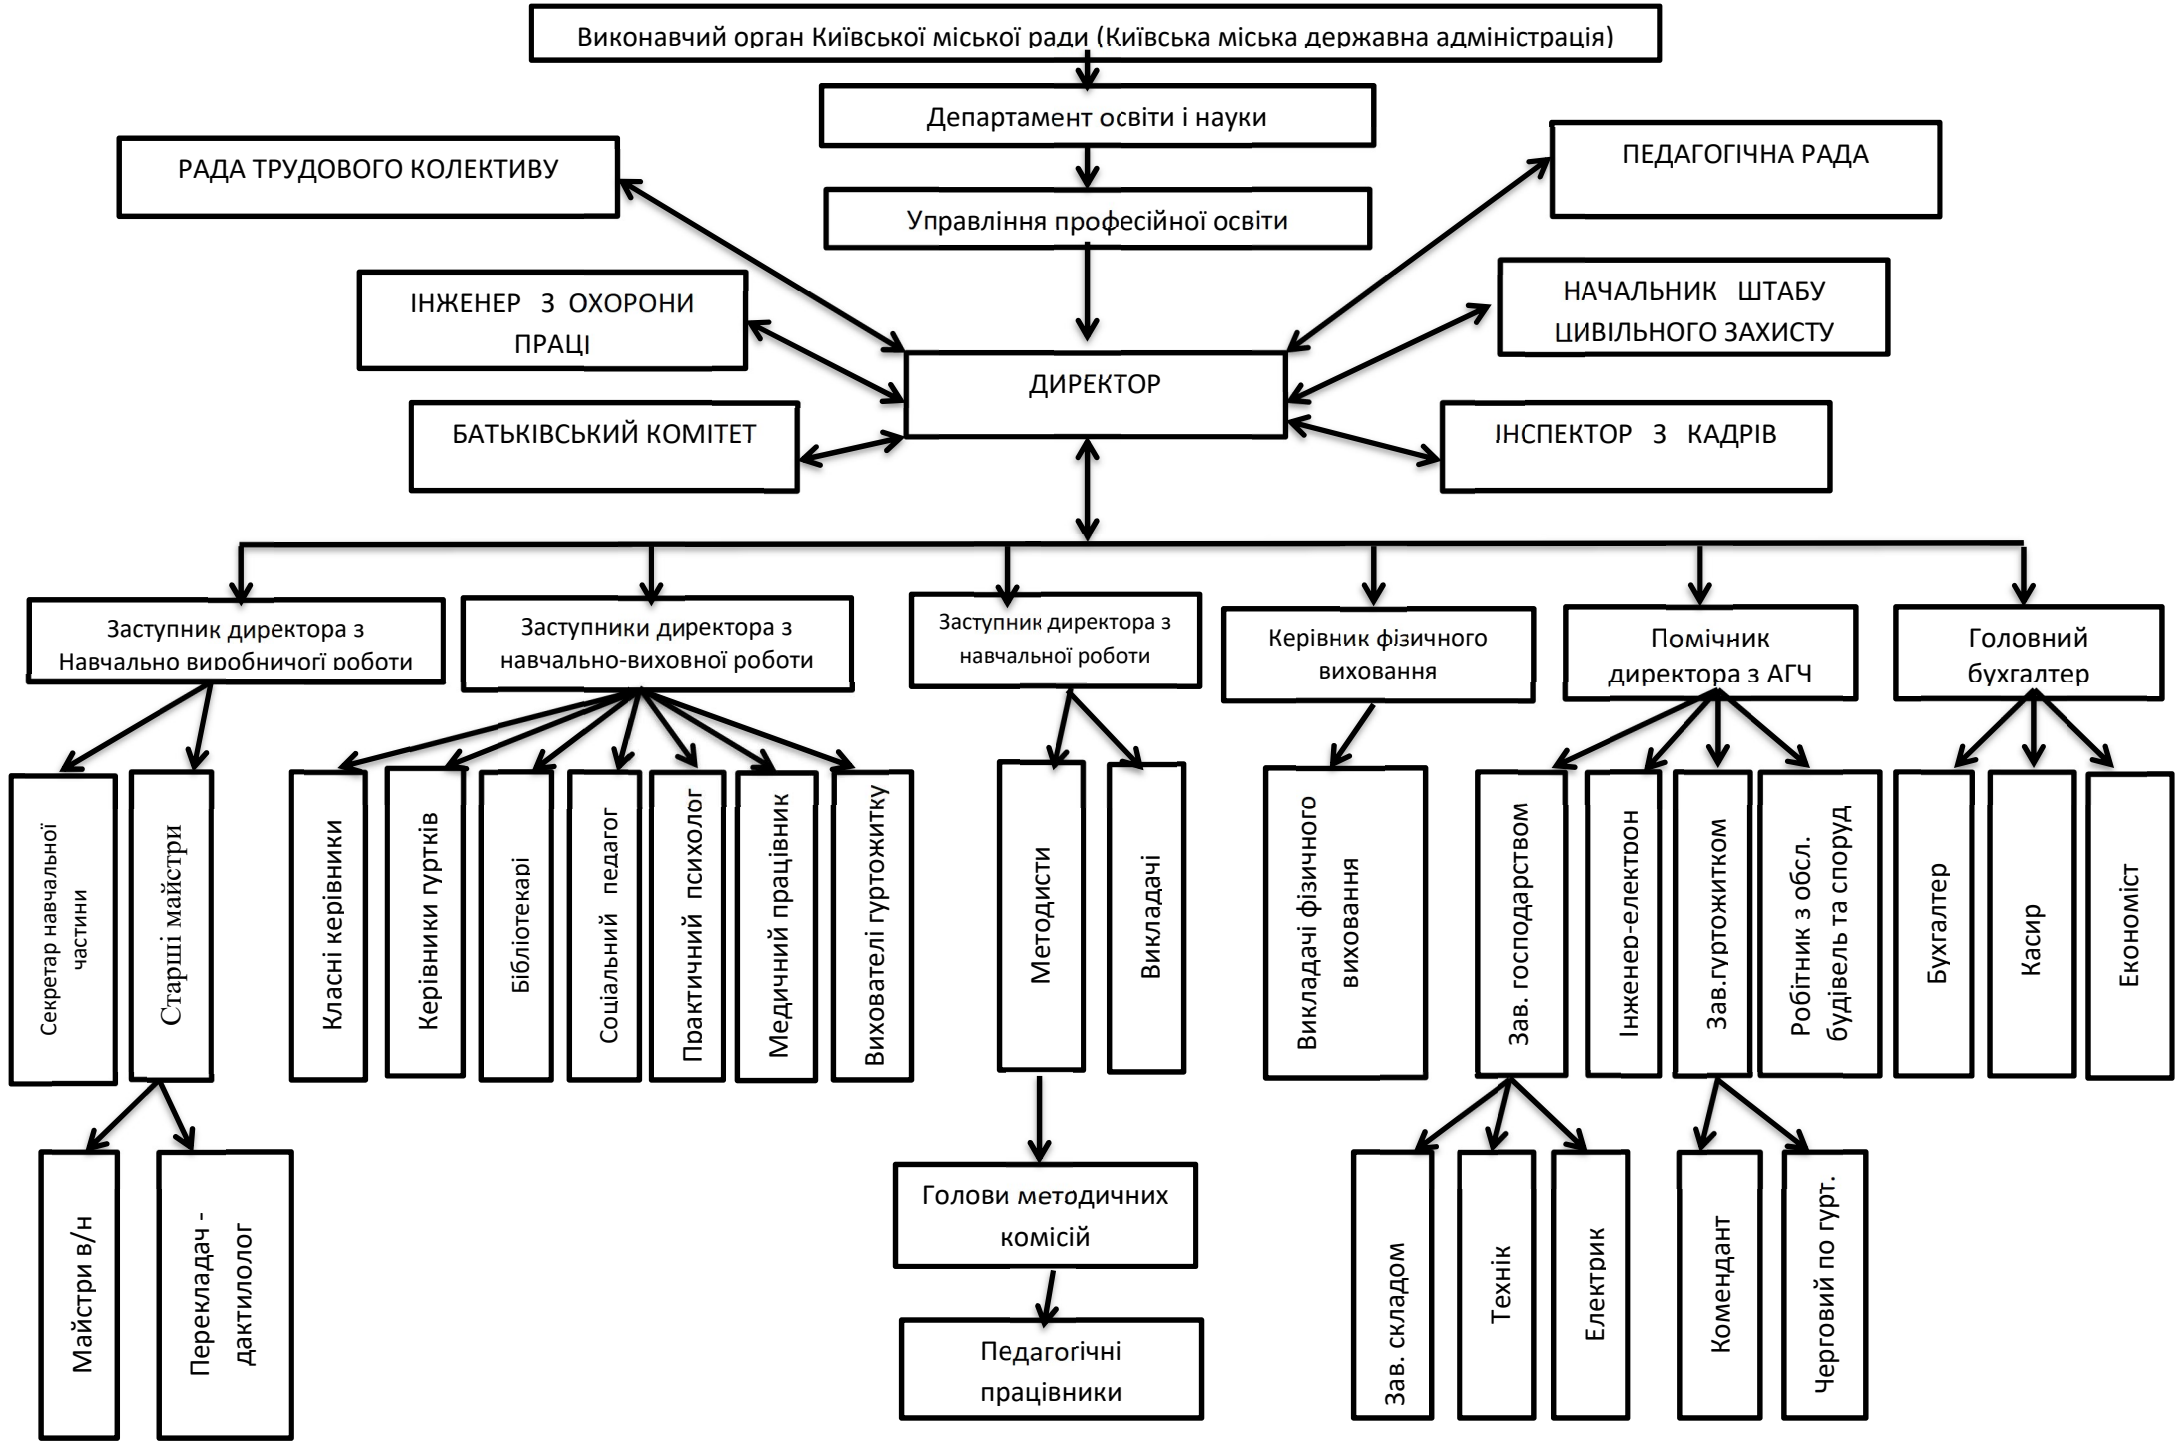 Виконавчий орган Київської міської ради (Київська міська державна адміністрація)
Департамент освіти і науки
РАДА ТРУДОВОГО КОЛЕКТИВУ
ПЕДАГОГІЧНА РАДА
Управління професійної освіти
ІНЖЕНЕР З ОХОРОНИ
ПРАЦІ
НАЧАЛЬНИК ШТАБУ
ЦИВІЛЬНОГО ЗАХИСТУ
ДИРЕКТОР
БАТЬКІВСЬКИЙ КОМІТЕТ
ІНСПЕКТОР З КАДРІВ
Заступник директора з
Навчально виробничогї роботи
Заступники директора з
навчально-виховної роботи
Заступник директора з
навчальної роботи
Керівник фізичного
виховання
Помічник
директора з АГЧ
Головний
бухгалтер
Секретар навчальної
частини
Старші майстри
Класні керівники
Керівники гуртків
Бібліотекарі
Соціальний педагог
Практичний психолог
Медичний працівник
Вихователі гуртожитку
Методисти
Викладачі
Викладачі фізичного
виховання
Зав. господарством
Інженер-електрон
Зав.гуртожитком
Робітник з обсл.
будівель та споруд
Бухгалтер
Касир
Економіст
Майстри в/н
Перекладач -
дактилолог
Голови методичних
комісій
Педагогічні
працівники
Зав. складом
Технік
Електрик
Комендант
Черговий по гурт.